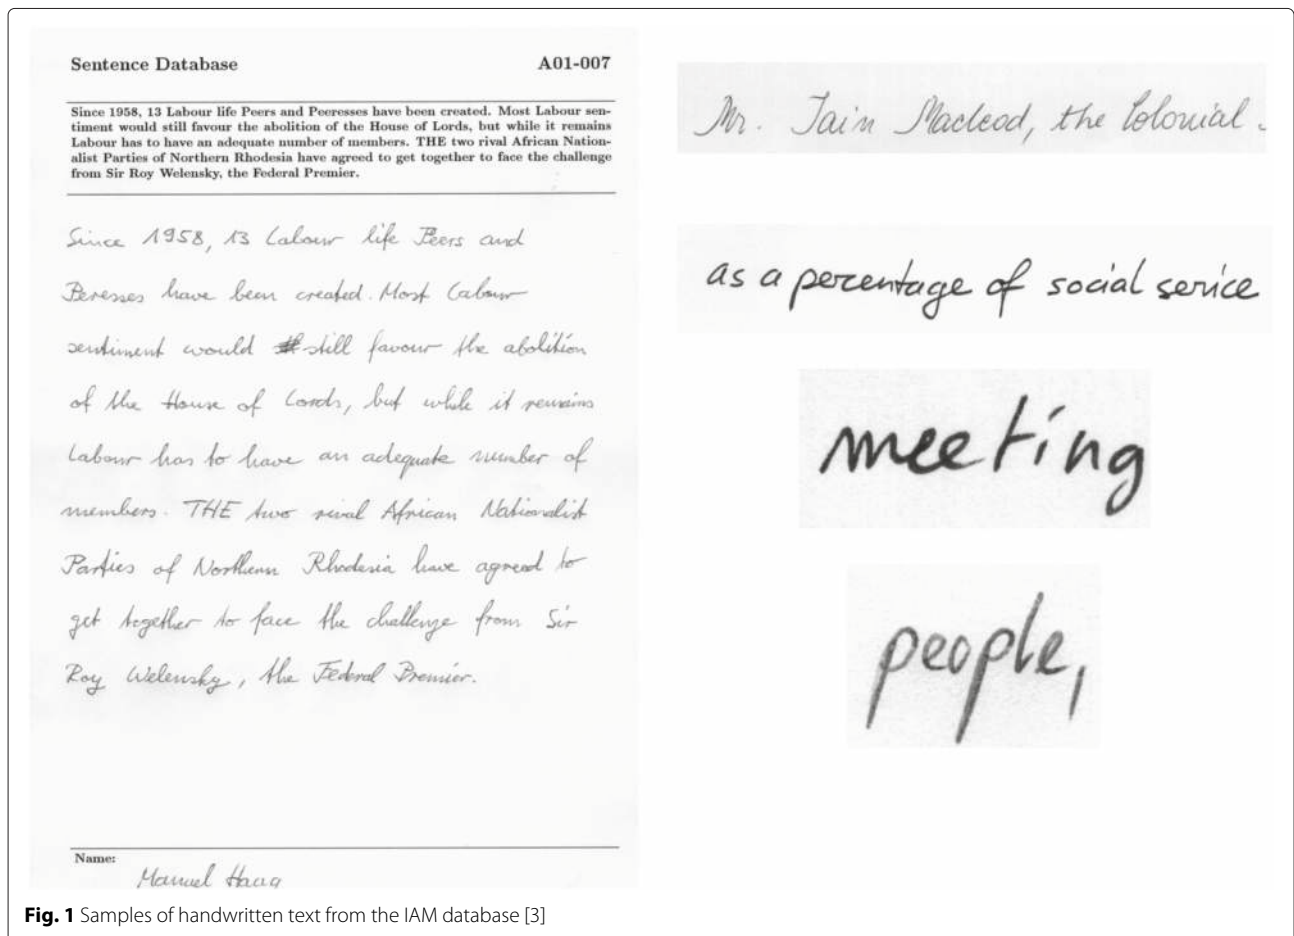 Sentence Database A01-007
Since 1958, 13 Labour life Peers and Peeresses have been created. Most Labour sen-
timent would still favour the abolition of the House of Lords, but while it remains
Labour has to have an adequate number of members. THE two rival African Nation-
alist Parties of Northern Rhodesia have agreed to get together to face the challenge
from Sir Roy Welensky, the Federal Premier.
Since 1958, 13 Labour life Peers and
Peresses have been created. Most Labour
sentiment would still favour the abolition
of the House of Lords, but while it remains
Labour has to have an adequate number of
members. THE two rival African Nationalist
Parties of Northern Rhodesia have agreed to
get together to face the challenge from Sir
Roy Welensky, the Federal Premier.
Name:
Manuel Haag
Mr. Iain Macleod, the Colonial
as a percentage of social service
meeting
people,
Fig. 1 Samples of handwritten text from the IAM database [3]